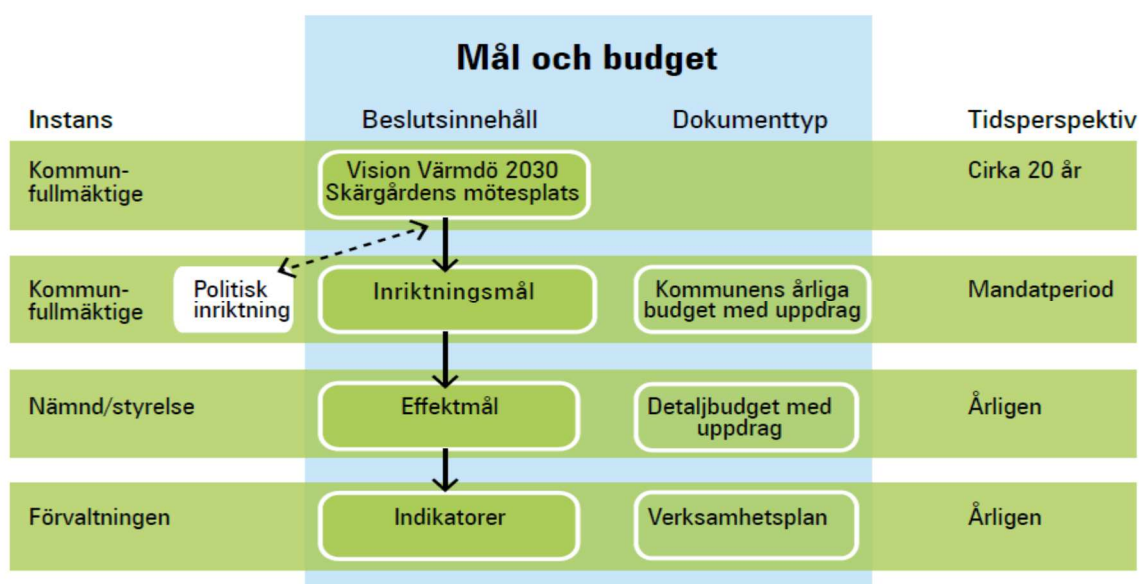 Mål och budget
Instans
Beslutsinnehåll
Dokumenttyp
Tidsperspektiv
Kommun-
fullmäktige
Vision Värmdö 2030
Skärgårdens mötesplats
Cirka 20 år
Kommun-
fullmäktige
Politisk
inriktning
Inriktningsmål
Kommunens årliga
budget med uppdrag
Mandatperiod
Nämnd/styrelse
Effektmål
Detaljbudget med
uppdrag
Årligen
Förvaltningen
Indikatorer
Verksamhetsplan
Årligen